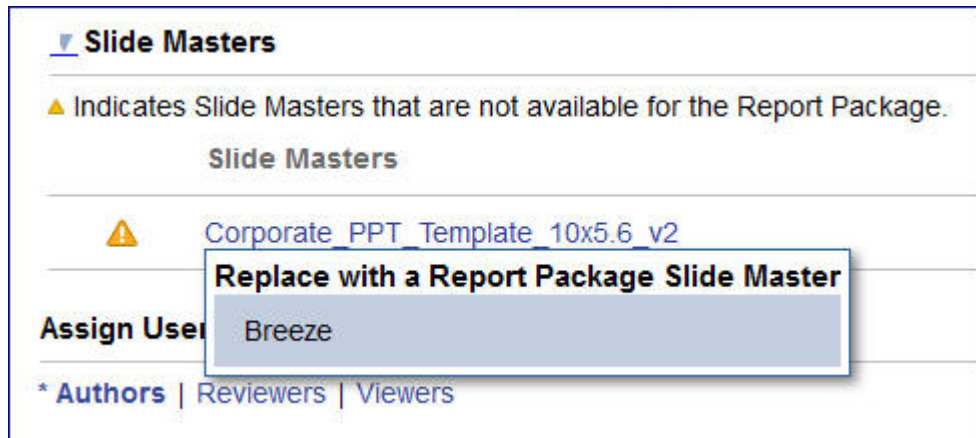 Slide Masters
Indicates Slide Masters that are not available for the Report Package.
Slide Masters
Corporate_PPT_Template_10x5.6_v2
Replace with a Report Package Slide Master
Breeze
Assign User
* Authors | Reviewers | Viewers